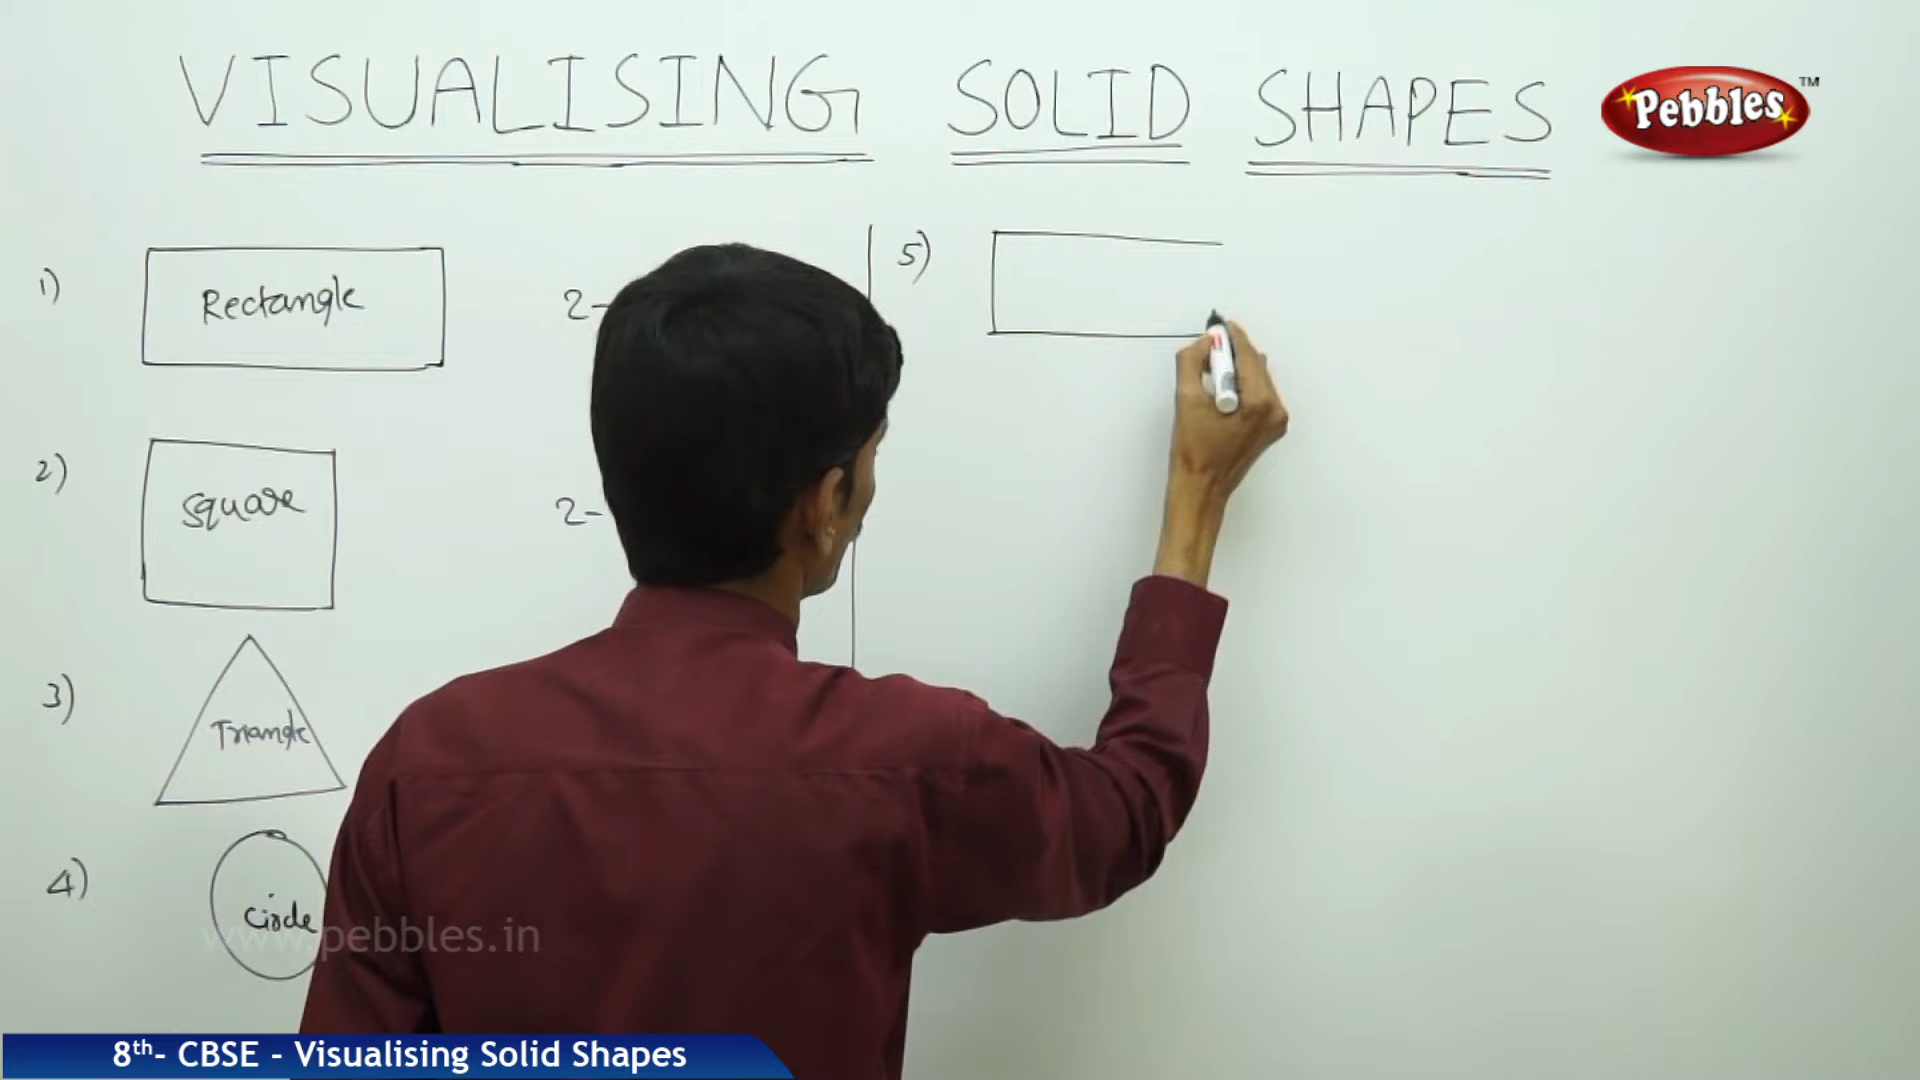 VISUALISING SOLID SHAPES
Pebbles TM
1) Rectangle 2-
2) Square 2-
3) Triangle
4) Circle
5)
www.pebbles.in
8th- CBSE - Visualising Solid Shapes